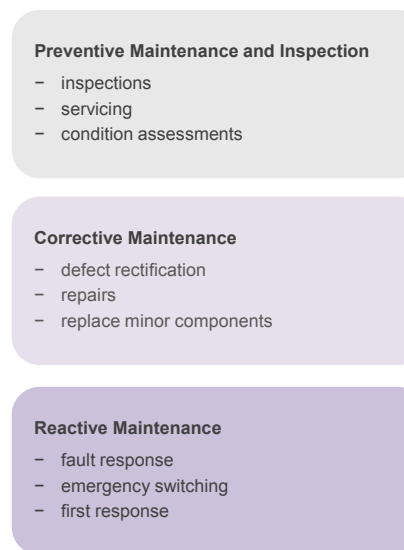 Preventive Maintenance and Inspection
− inspections
− servicing
− condition assessments
Corrective Maintenance
− defect rectification
− repairs
− replace minor components
Reactive Maintenance
− fault response
− emergency switching
− first response